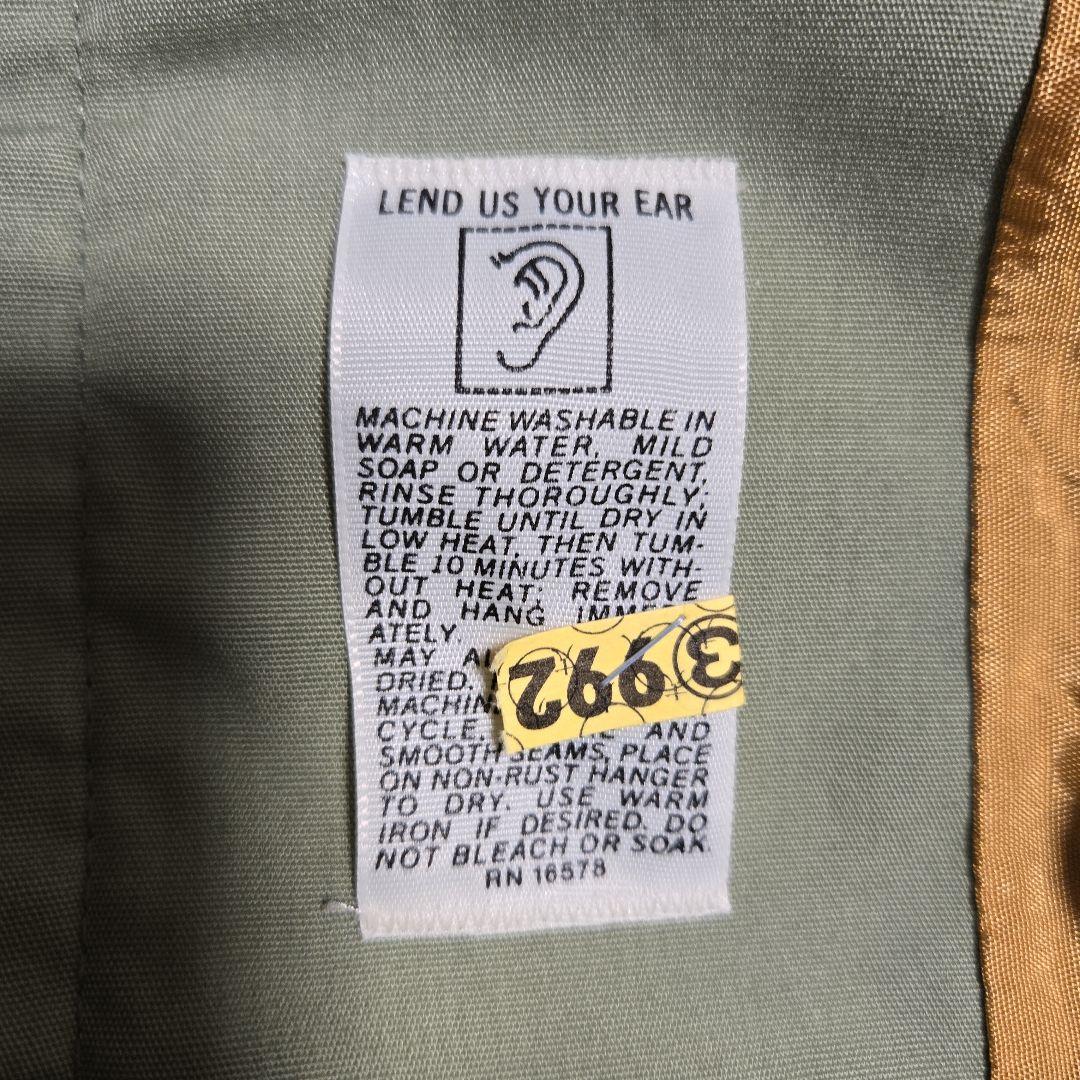 LEND US YOUR EAR
MACHINE WASHABLE IN
WARM WATER, MILD
SOAP OR DETERGENT,
RINSE THOROUGHLY;
TUMBLE UNTIL DRY IN
LOW HEAT, THEN TUM-
BLE 10 MINUTES WITH-
OUT HEAT; REMOVE
AND HANG
ATELY
MAY
DRIED.
CYCLE. AND
SMOOTH SEAMS, PLACE
ON NON-RUST HANGER
TO DRY. USE WARM
IRON IF DESIRED. DO
NOT BLEACH OR SOAK
RN 16578